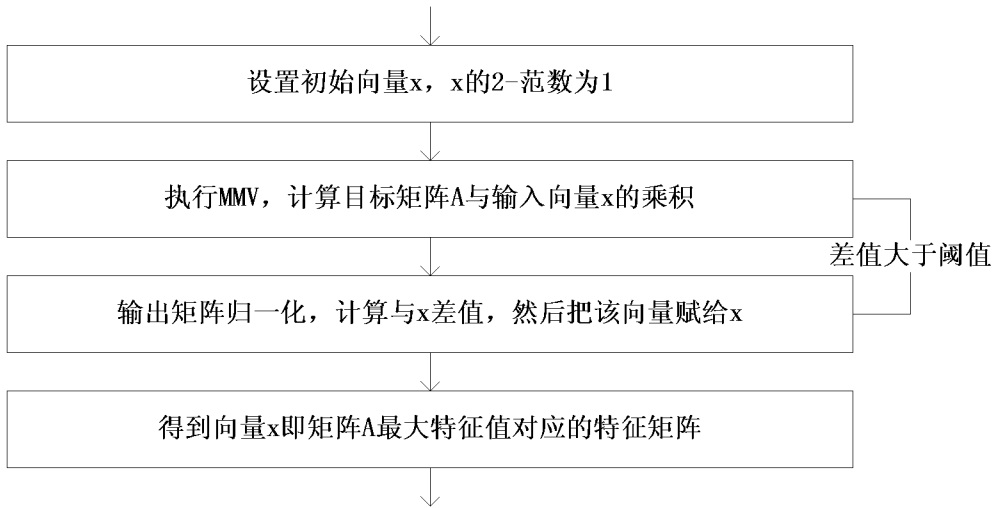 设置初始向量x，x的2-范数为1
执行MMV，计算目标矩阵A与输入向量x的乘积
差值大于阈值
输出矩阵归一化，计算与x差值，然后把该向量赋给x
得到向量x即矩阵A最大特征值对应的特征矩阵